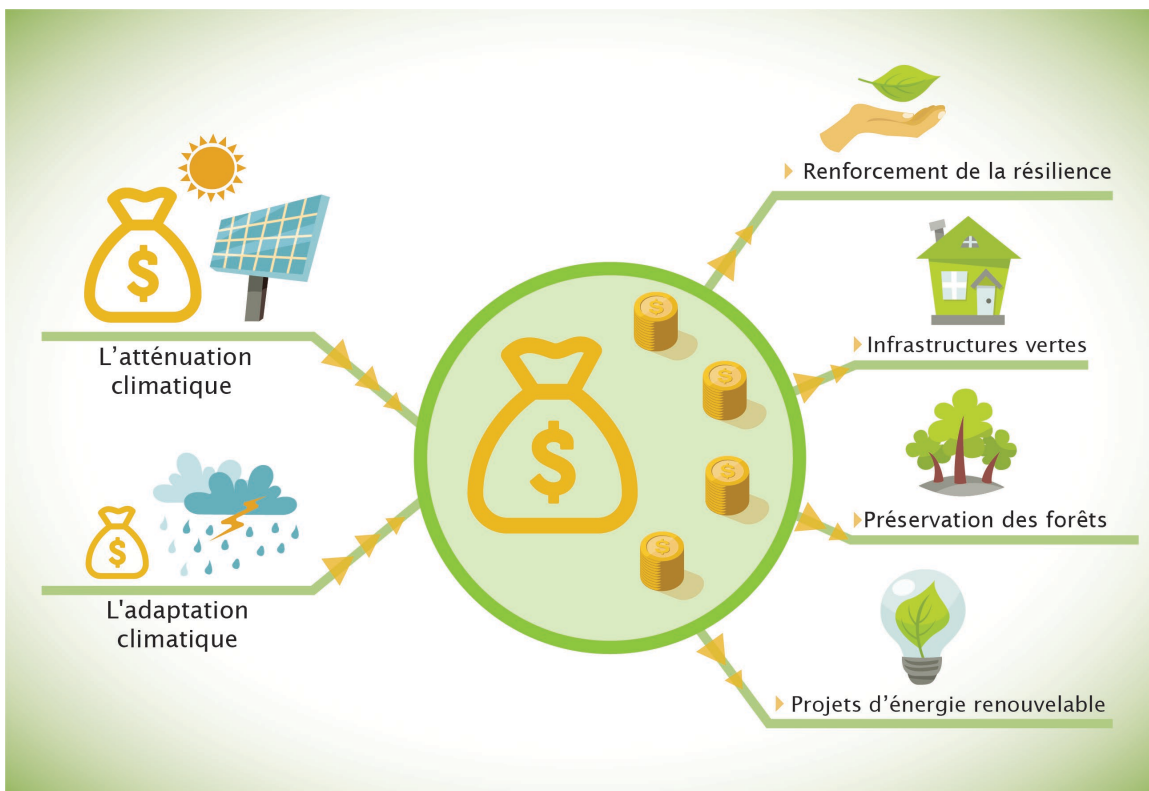 L’atténuation
climatique
L'adaptation
climatique
Renforcement de la résilience
Infrastructures vertes
Préservation des forêts
Projets d’énergie renouvelable